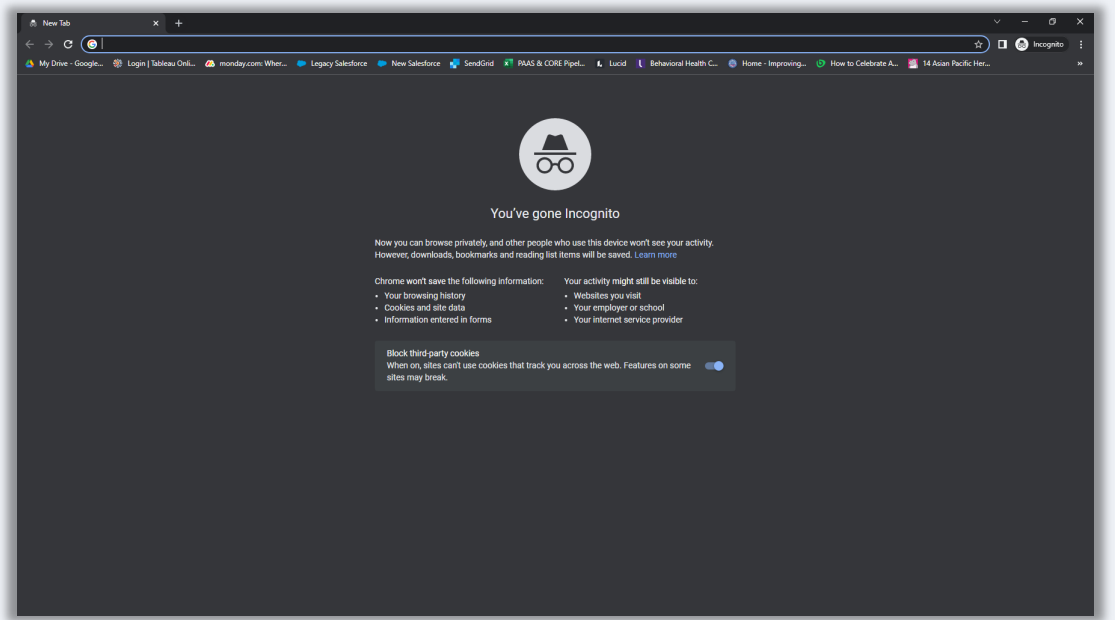 New Tab
Incognito
My Drive - Google... Login | Tableau Onli... monday.com: Wher... Legacy Salesforce New Salesforce SendGrid PAAS & CORE Pipel... Lucid Behavioral Health C... Home - Improving... How to Celebrate A... 14 Asian Pacific Her... »
You've gone Incognito
Now you can browse privately, and other people who use this device won't see your activity.
However, downloads, bookmarks and reading list items will be saved. Learn more
Chrome won't save the following information:
• Your browsing history
• Cookies and site data
• Information entered in forms
Your activity might still be visible to:
• Websites you visit
• Your employer or school
• Your internet service provider
Block third-party cookies
When on, sites can't use cookies that track you across the web. Features on some
sites may break.